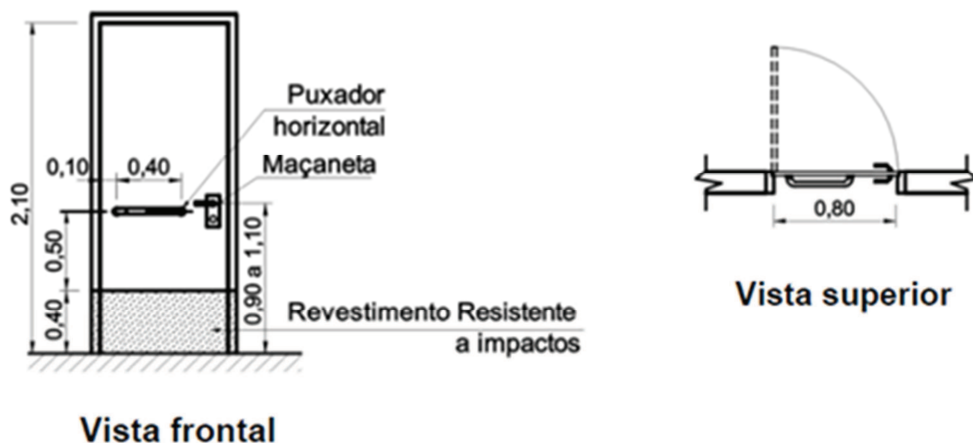 Puxador
horizontal
Maçaneta
0,10
0,40
2,10
0,50
0,40
0,90 a 1,10
Revestimento Resistente
a impactos
Vista frontal
0,80
Vista superior